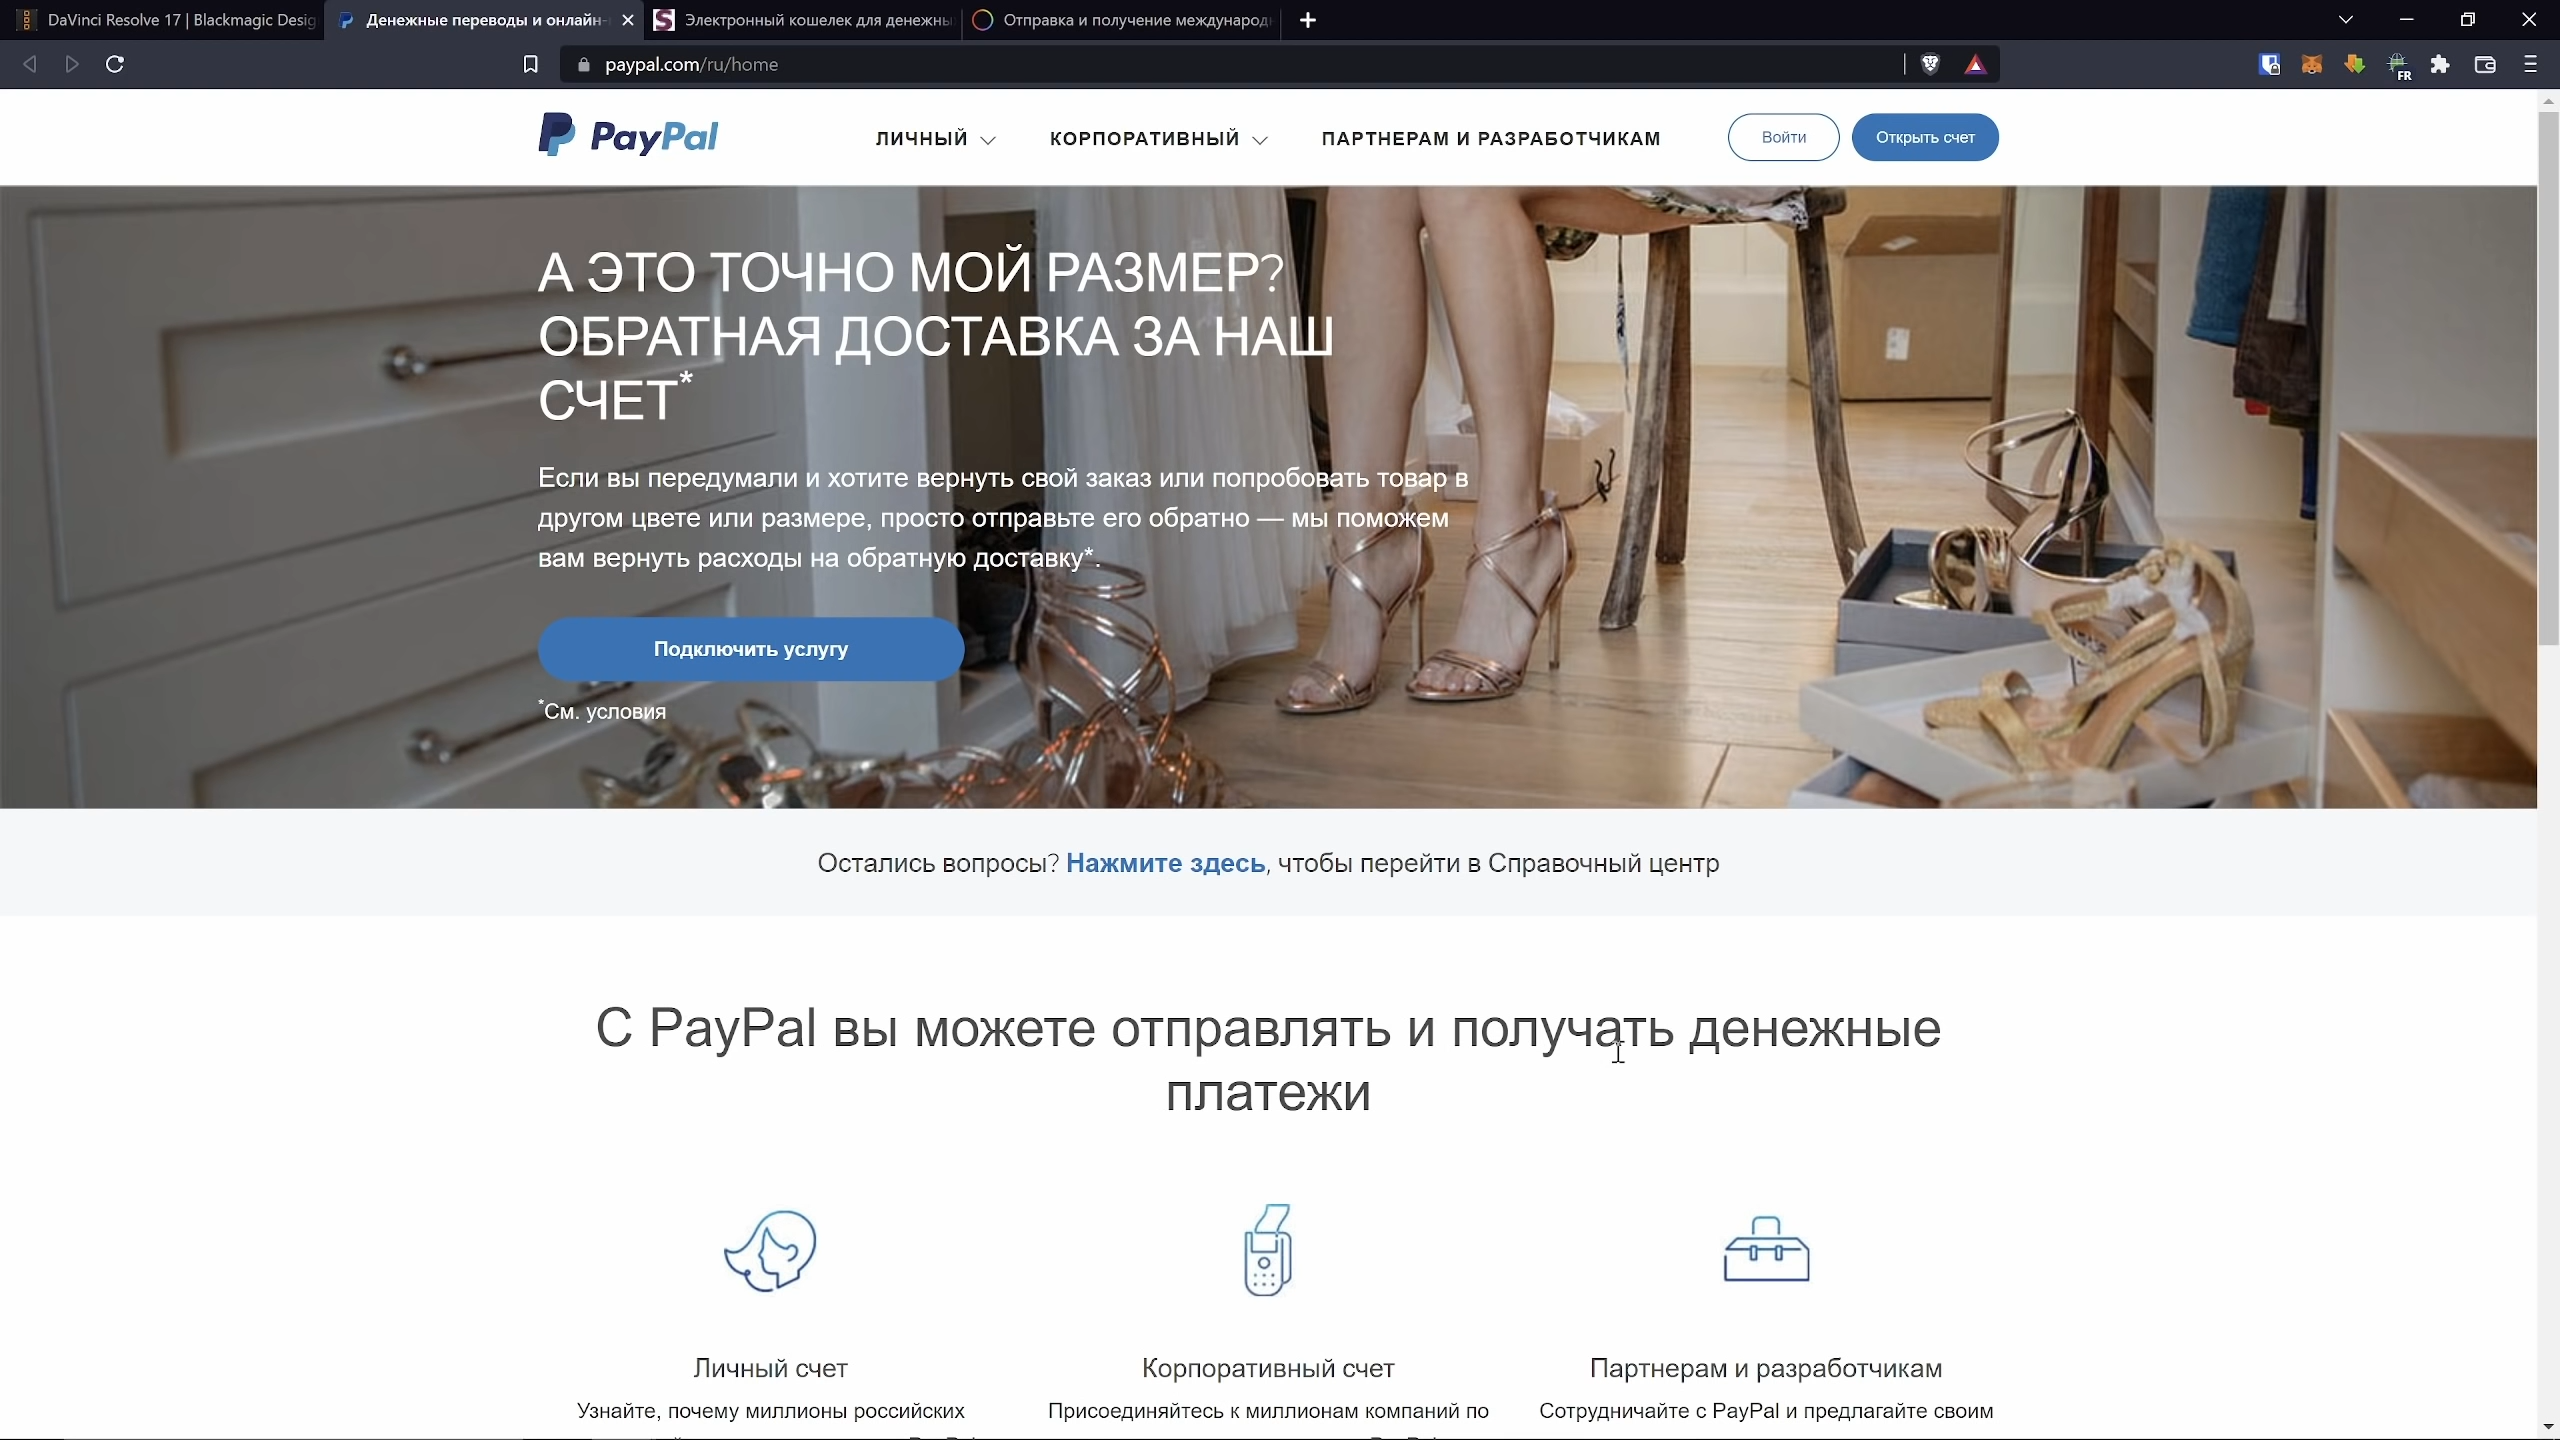 DaVinci Resolve 17 | Blackmagic Desig
Денежные переводы и онлайн-
Электронный кошелек для денежны
Отправка и получение международ
paypal.com/ru/home
FR
PayPal
ЛИЧНЫЙ
КОРПОРАТИВНЫЙ
ПАРТНЕРАМ И РАЗРАБОТЧИКАМ
Войти
Открыть счет
А ЭТО ТОЧНО МОЙ РАЗМЕР?
ОБРАТНАЯ ДОСТАВКА ЗА НАШ
СЧЕТ*
Если вы передумали и хотите вернуть свой заказ или попробовать товар в
другом цвете или размере, просто отправьте его обратно — мы поможем
вам вернуть расходы на обратную доставку*.
Подключить услугу
*См. условия
Остались вопросы? Нажмите здесь, чтобы перейти в Справочный центр
С PayPal вы можете отправлять и получать денежные
платежи
Личный счет
Корпоративный счет
Партнерам и разработчикам
Узнайте, почему миллионы российских
Присоединяйтесь к миллионам компаний по
Сотрудничайте с PayPal и предлагайте своим